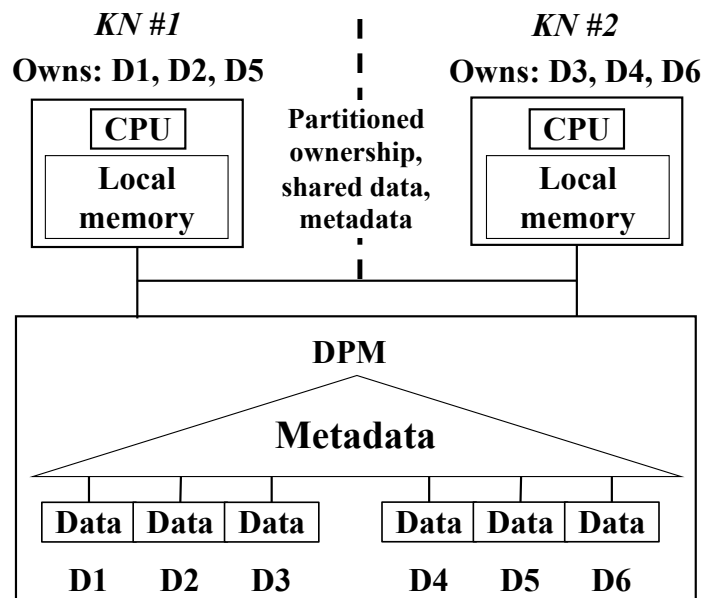 KN #1
Owns: D1, D2, D5
CPU
Local
memory
Partitioned
ownership,
shared data,
metadata
KN #2
Owns: D3, D4, D6
CPU
Local
memory
DPM
Metadata
Data Data Data Data Data Data
D1 D2 D3 D4 D5 D6